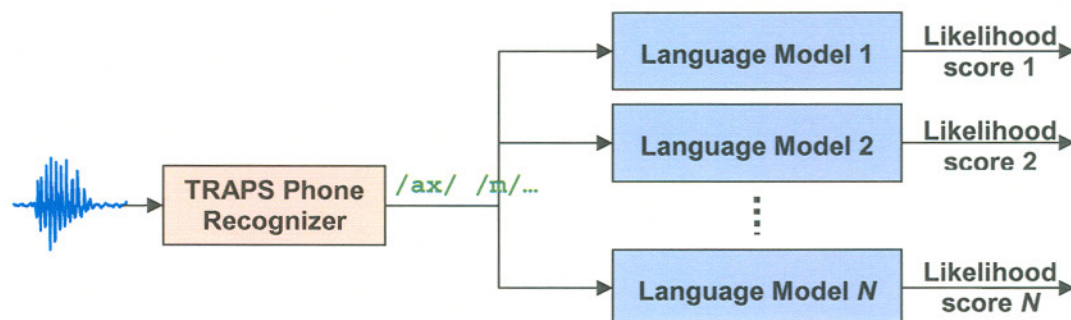 Language Model 1
Likelihood
score 1
Language Model 2
Likelihood
score 2
TRAPS Phone
Recognizer
/ax/ /m/…
Language Model N
Likelihood
score N